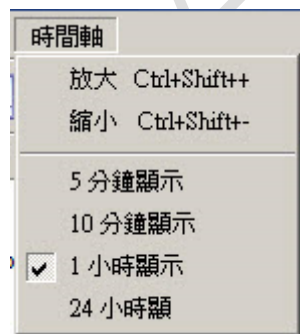 時間軸
放大 Ctrl+Shift++
縮小 Ctrl+Shift+-
5 分鐘顯示
10 分鐘顯示
1 小時顯示
24 小時顯